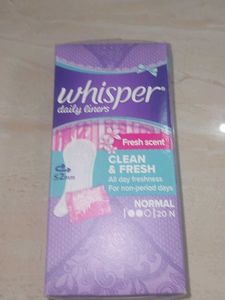 whisper
daily liners
Fresh scent
CLEAN
& FRESH
All day freshness
For non-period days
NORMAL
20 N